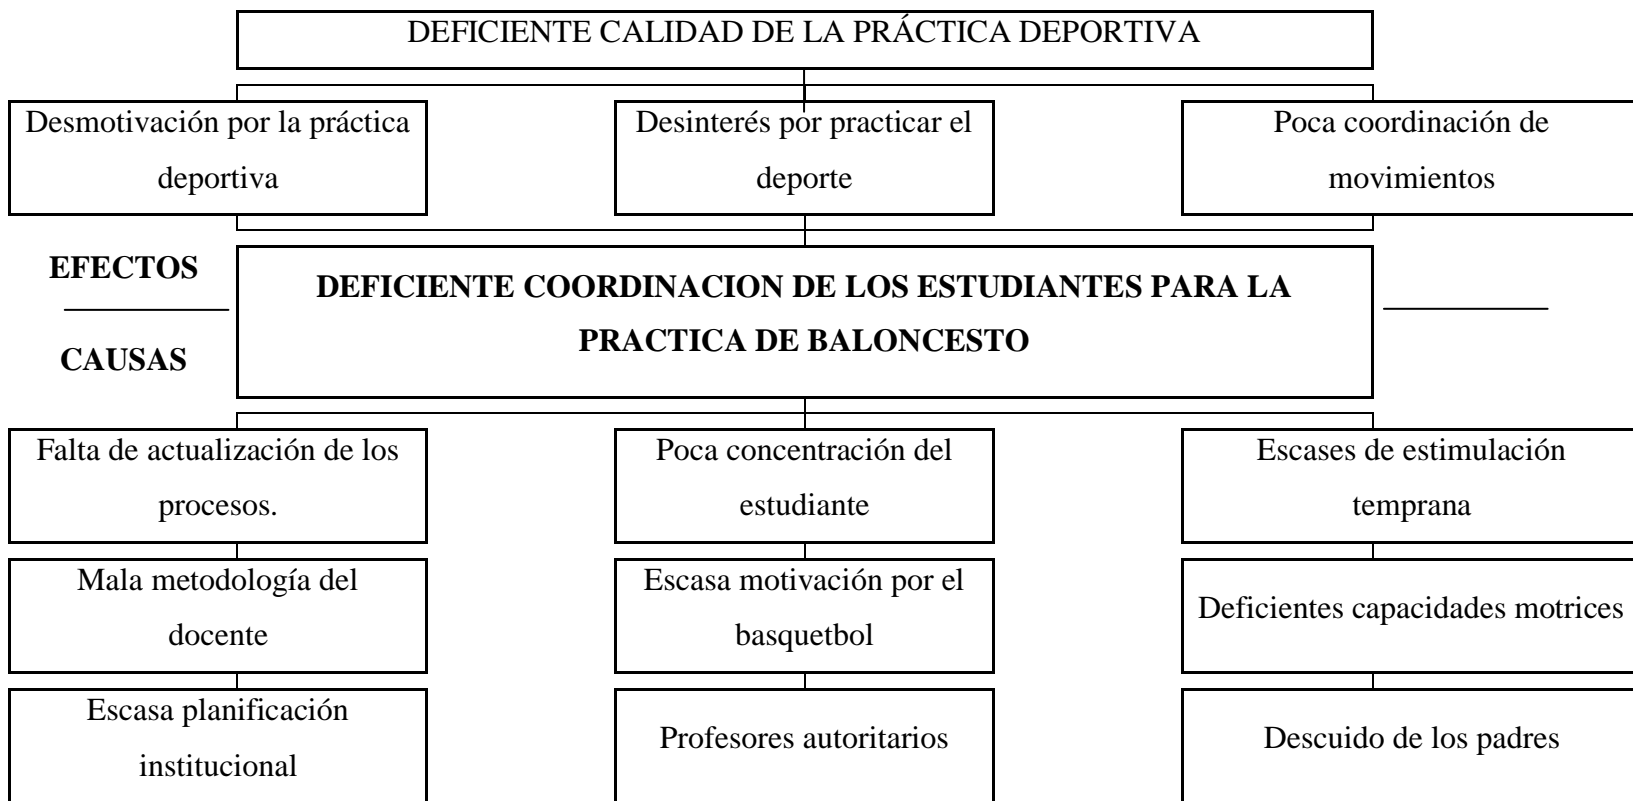 DEFICIENTE CALIDAD DE LA PRÁCTICA DEPORTIVA
Desmotivación por la práctica
deportiva
Desinterés por practicar el
deporte
Poca coordinación de
movimientos
EFECTOS
CAUSAS
DEFICIENTE COORDINACION DE LOS ESTUDIANTES PARA LA
PRACTICA DE BALONCESTO
Falta de actualización de los
procesos.
Poca concentración del
estudiante
Escases de estimulación
temprana
Mala metodología del
docente
Escasa motivación por el
basquetbol
Deficientes capacidades motrices
Escasa planificación
institucional
Profesores autoritarios
Descuido de los padres